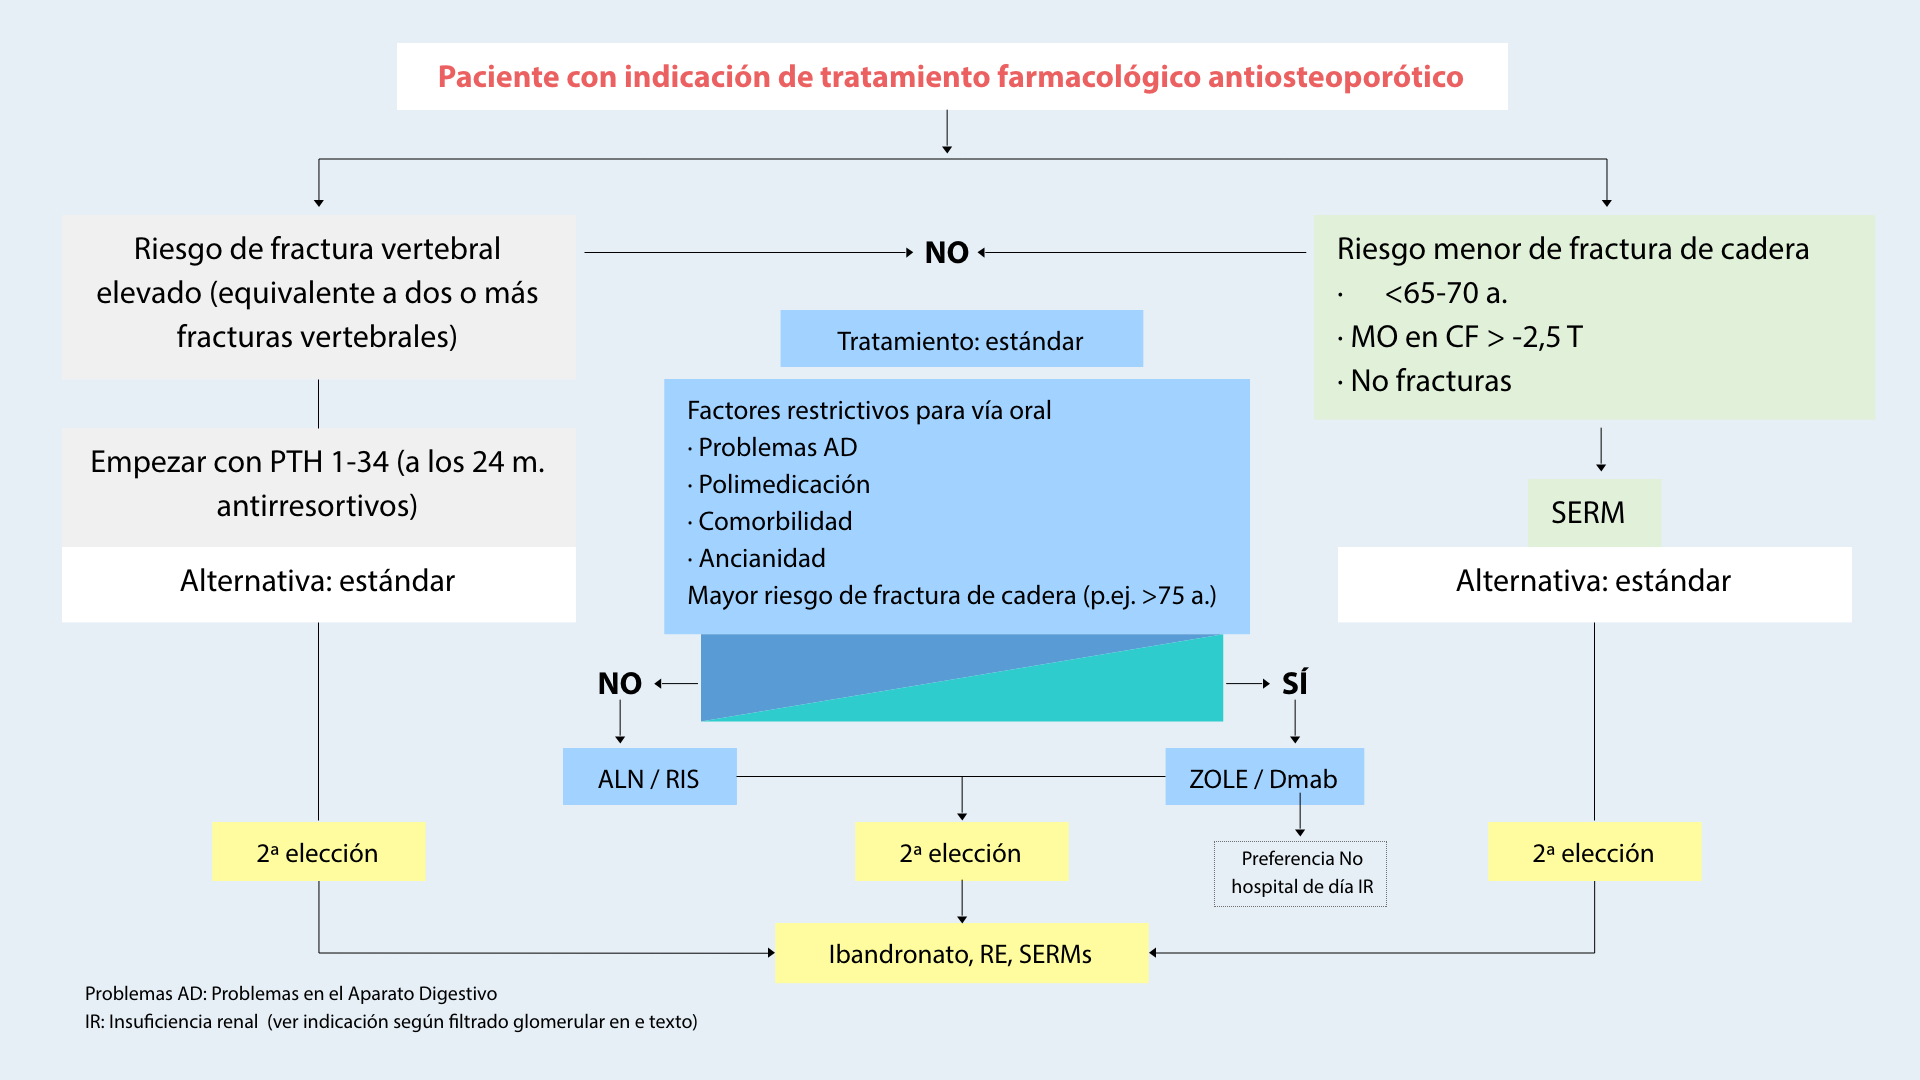 Paciente con indicación de tratamiento farmacológico antiosteoporótico
Riesgo de fractura vertebral
elevado (equivalente a dos o más
fracturas vertebrales)
NO
Riesgo menor de fractura de cadera
· <65-70 a.
· MO en CF > -2,5 T
· No fracturas
Empezar con PTH 1-34 (a los 24 m.
antirresortivos)
Alternativa: estándar
Tratamiento: estándar
Factores restrictivos para vía oral
· Problemas AD
· Polimedicación
· Comorbilidad
· Ancianidad
Mayor riesgo de fractura de cadera (p.ej. >75 a.)
SERM
Alternativa: estándar
NO
SÍ
ALN / RIS
ZOLE / Dmab
Preferencia No
hospital de día IR
2ª elección
2ª elección
2ª elección
Ibandronato, RE, SERMs
Problemas AD: Problemas en el Aparato Digestivo
IR: Insuficiencia renal (ver indicación según filtrado glomerular en e texto)